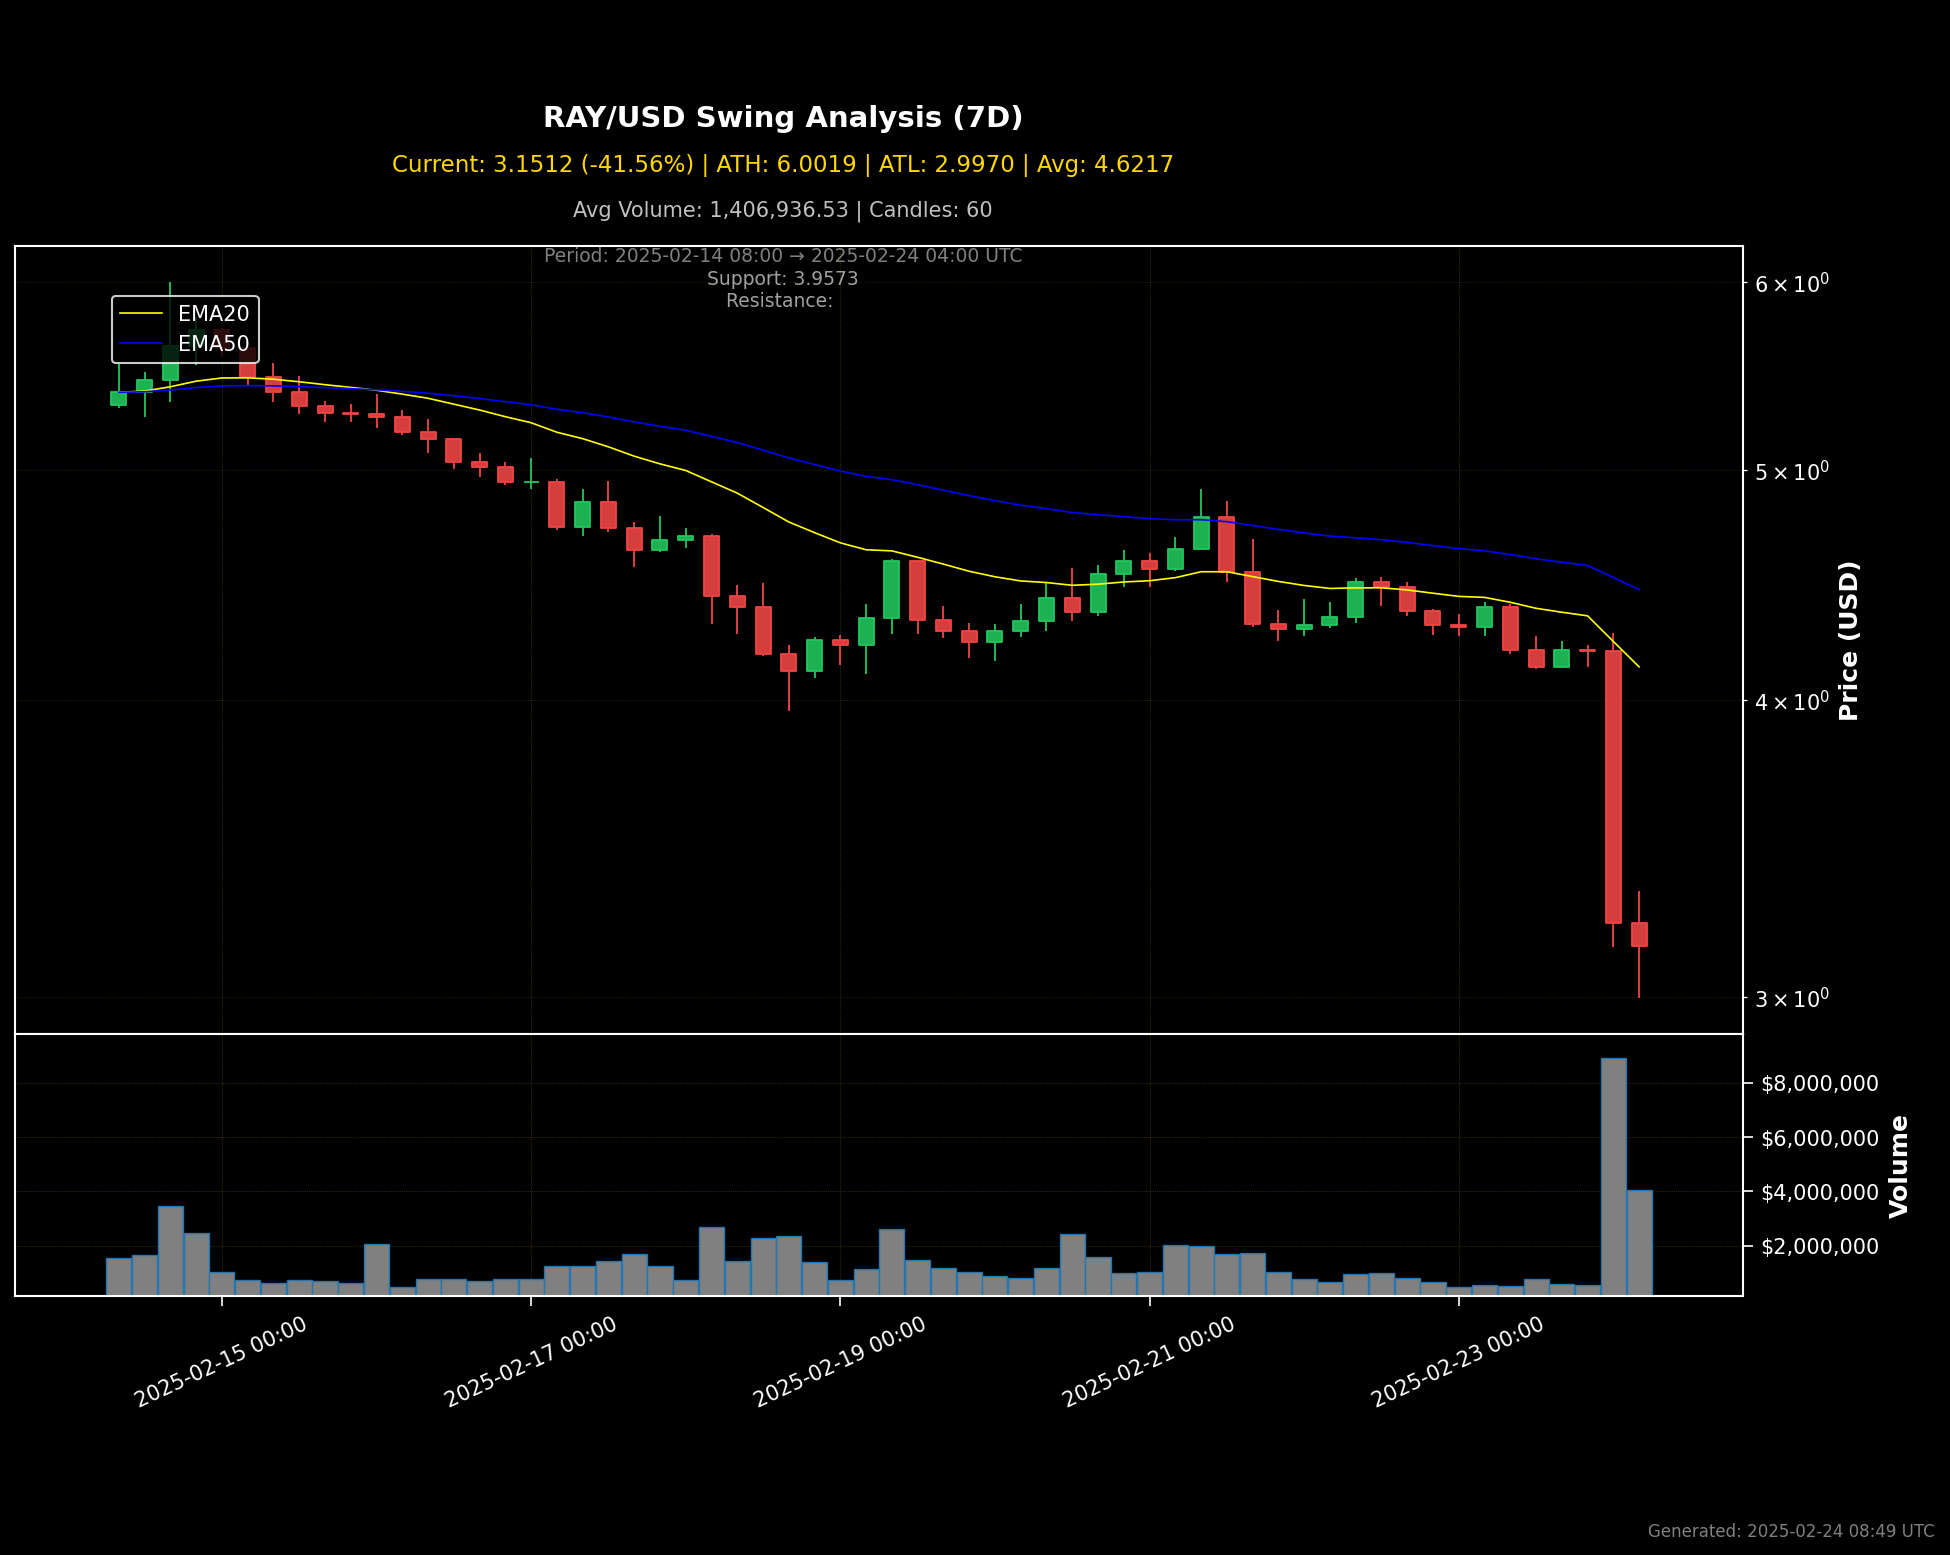 RAY/USD Swing Analysis (7D)
Current: 3.1512 (-41.56%) | ATH: 6.0019 | ATL: 2.9970 | Avg: 4.6217
Avg Volume: 1,406,936.53 | Candles: 60
Period: 2025-02-14 08:00 → 2025-02-24 04:00 UTC
Support: 3.9573
Resistance:
EMA20
EMA50
6 × 10⁰
5 × 10⁰
4 × 10⁰
3 × 10⁰
Price (USD)
$8,000,000
$6,000,000
$4,000,000
$2,000,000
Volume
2025-02-15 00:00
2025-02-17 00:00
2025-02-19 00:00
2025-02-21 00:00
2025-02-23 00:00
Generated: 2025-02-24 08:49 UTC